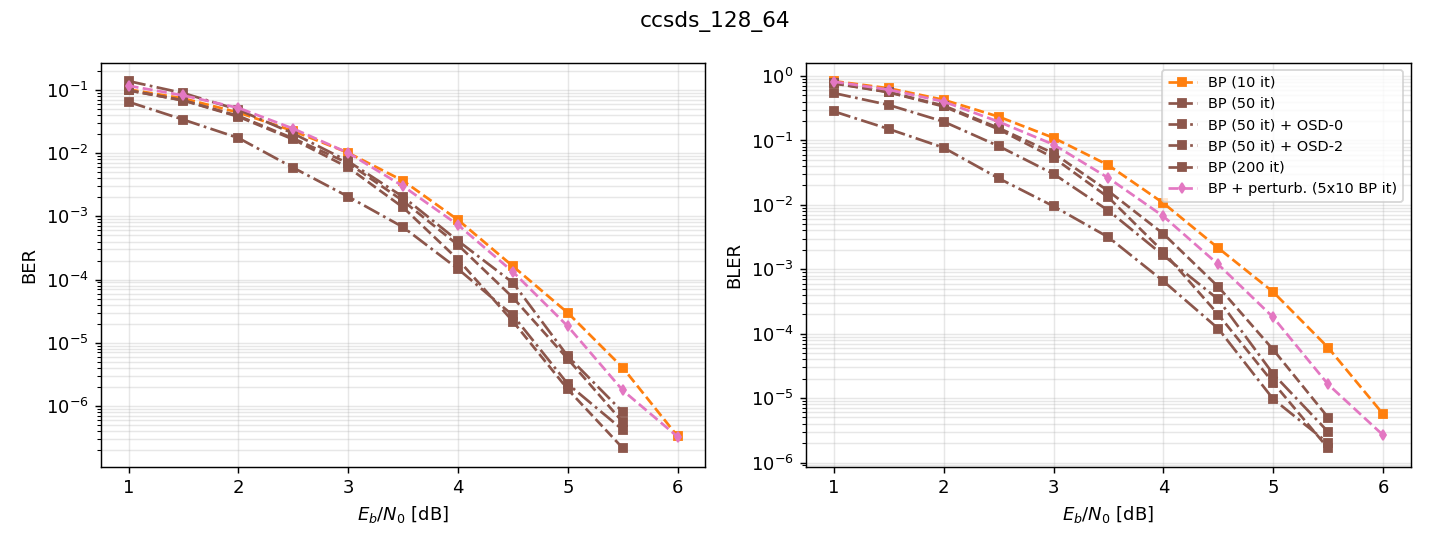 ccsds_128_64
10⁻¹
10⁻²
10⁻³
10⁻⁴
10⁻⁵
10⁻⁶
BER
1 2 3 4 5 6
E_b/N_0 [dB]
10⁰
10⁻¹
10⁻²
10⁻³
10⁻⁴
10⁻⁵
10⁻⁶
BLER
BP (10 it)
BP (50 it)
BP (50 it) + OSD-0
BP (50 it) + OSD-2
BP (200 it)
BP + perturb. (5x10 BP it)
1 2 3 4 5 6
E_b/N_0 [dB]